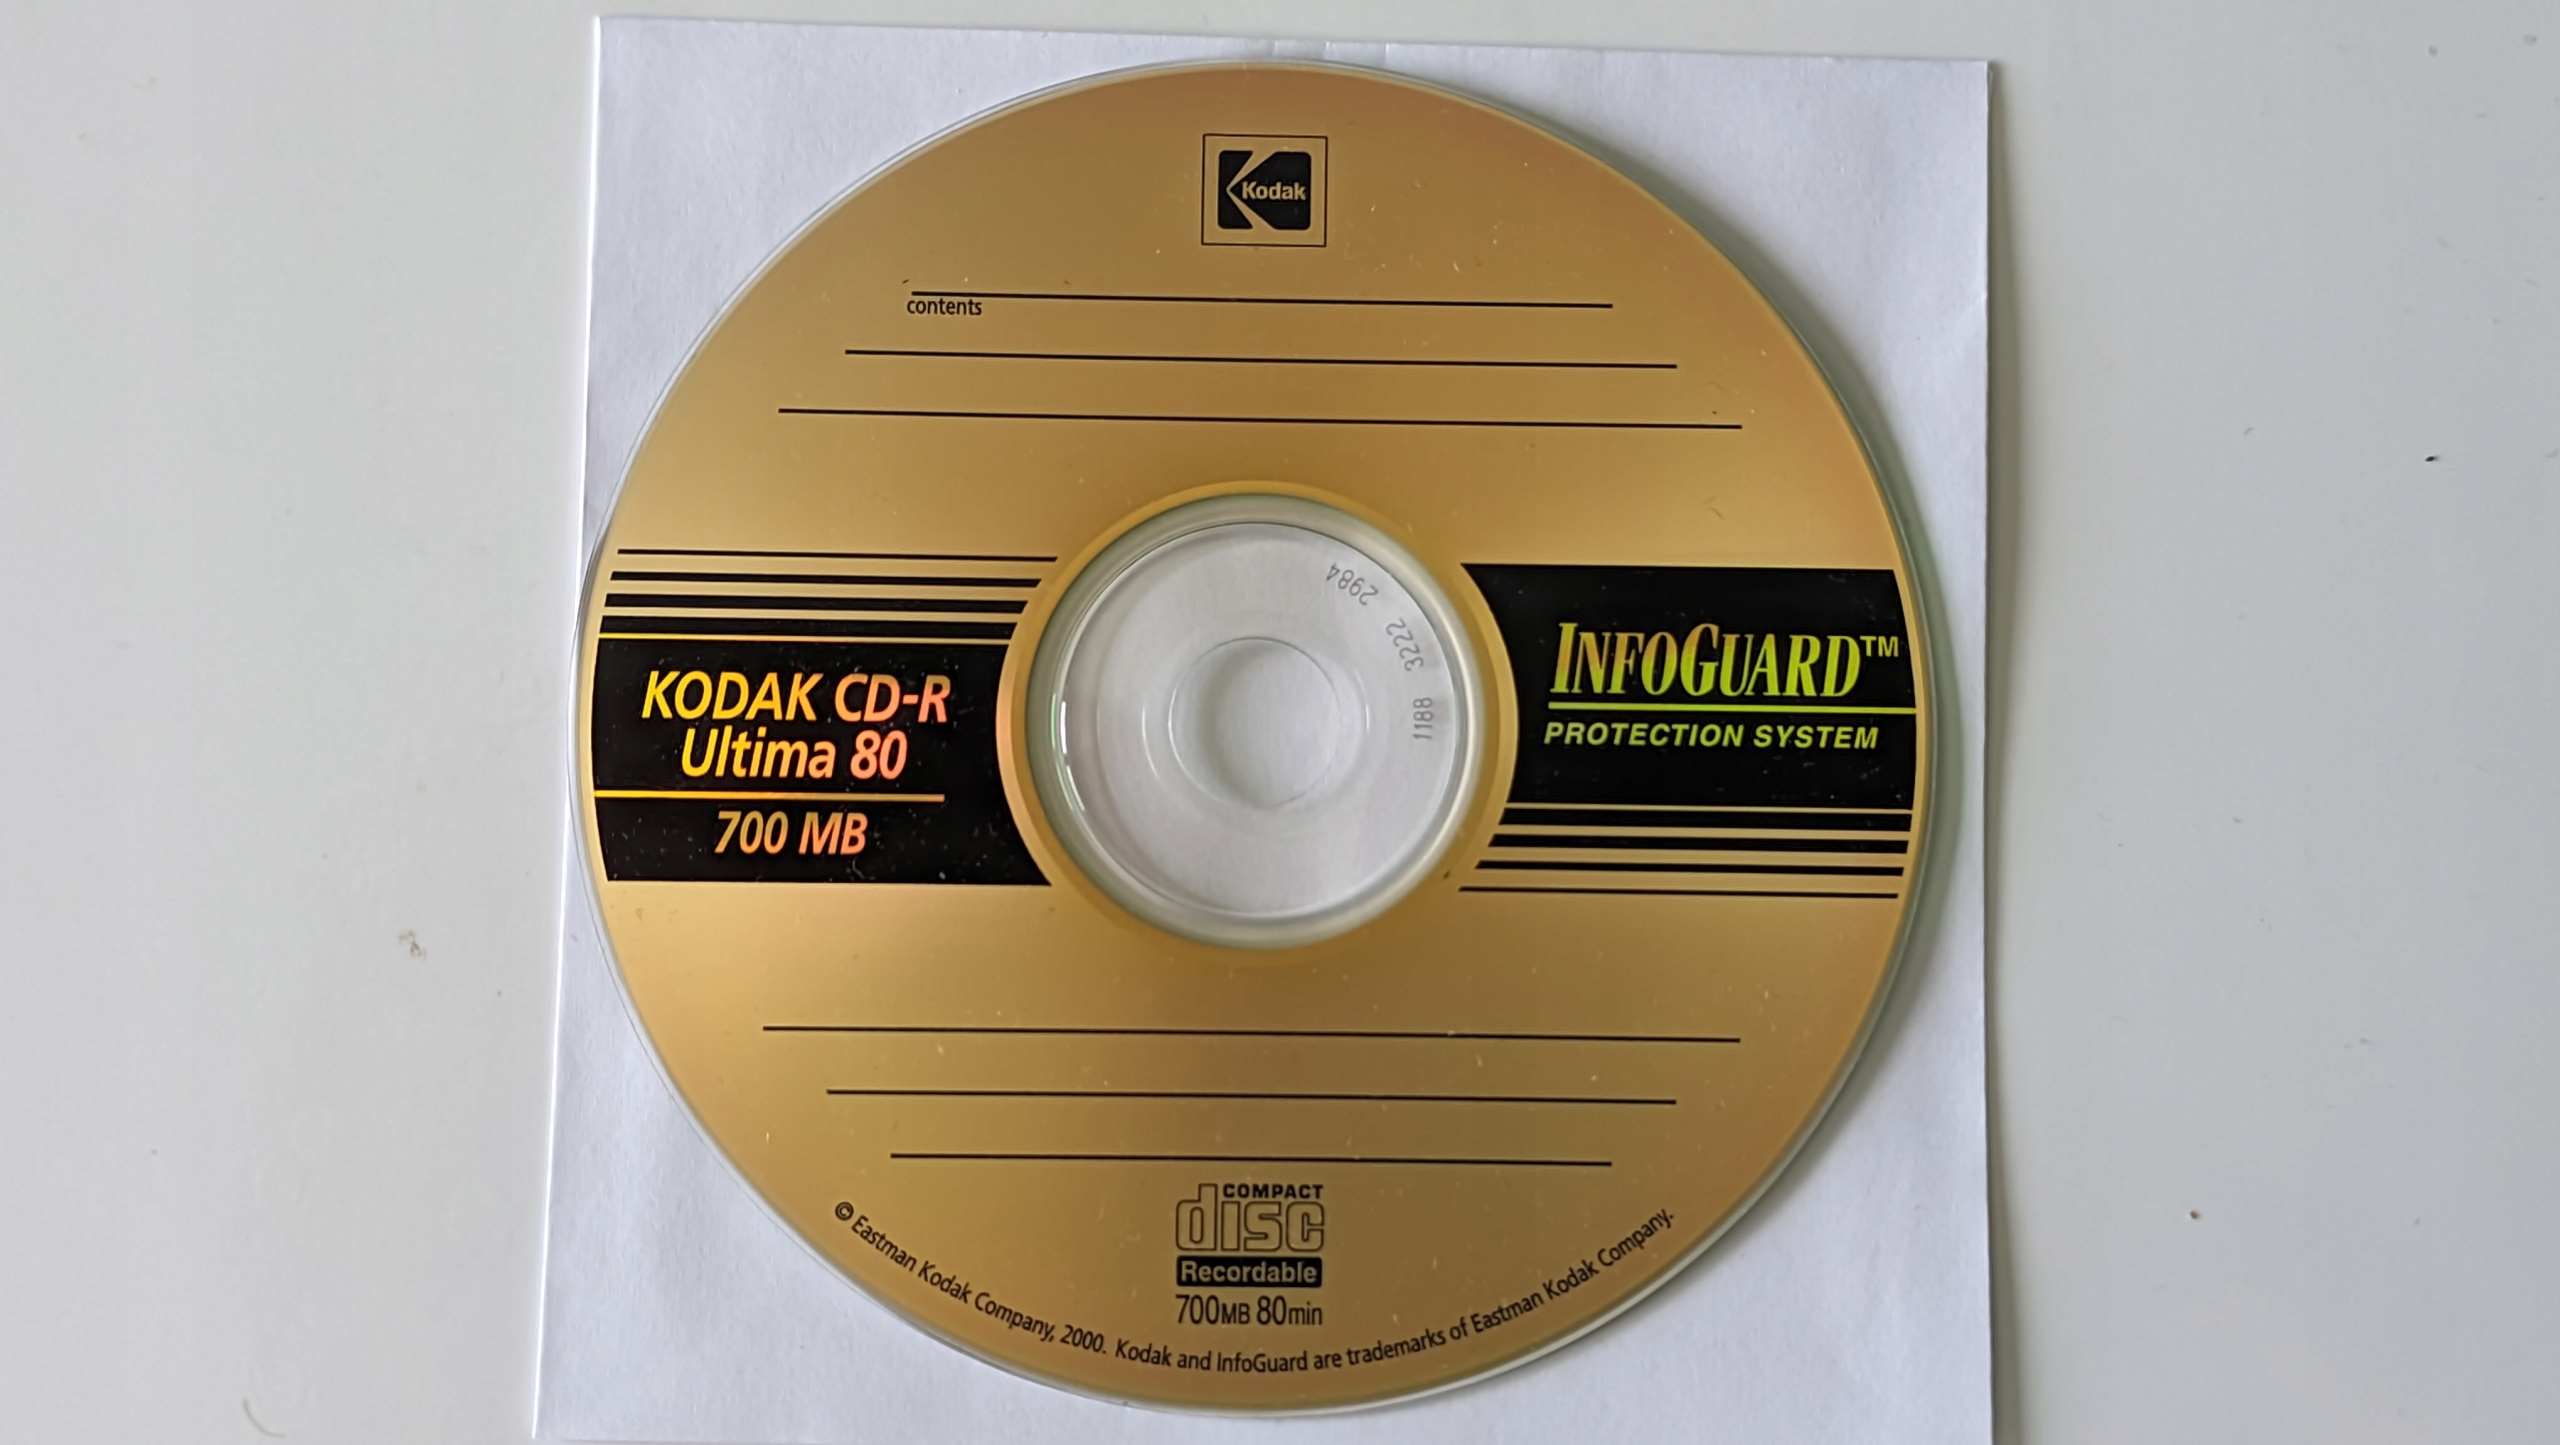 Kodak
contents
KODAK CD-R
Ultima 80
700 MB
2984 3222 1188
INFOGUARD™
PROTECTION SYSTEM
COMPACT
disc
Recordable
700MB 80min
© Eastman Kodak Company, 2000. Kodak and InfoGuard are trademarks of Eastman Kodak Company.